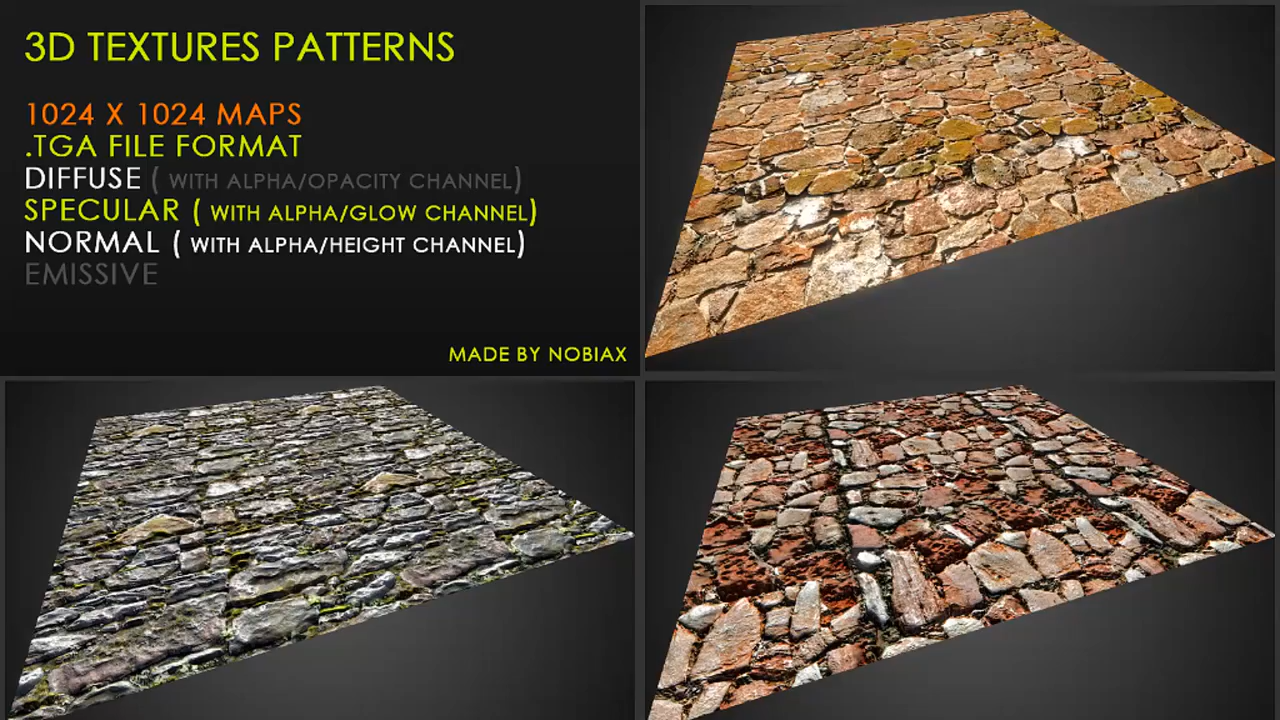 3D TEXTURES PATTERNS
1024 X 1024 MAPS
.TGA FILE FORMAT
DIFFUSE ( WITH ALPHA/OPACITY CHANNEL)
SPECULAR ( WITH ALPHA/GLOW CHANNEL)
NORMAL ( WITH ALPHA/HEIGHT CHANNEL)
EMISSIVE
MADE BY NOBIAX